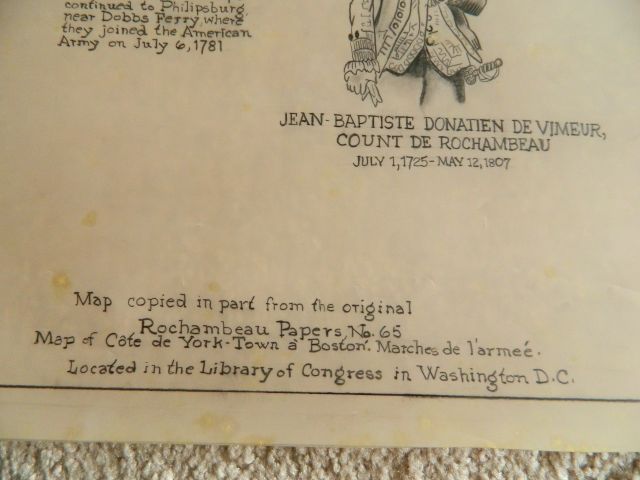 continued to Philipsburg,
near Dobbs Ferry, where
they joined the American
Army on July 6, 1781
JEAN-BAPTISTE DONATIEN DE VIMEUR,
COUNT DE ROCHAMBEAU
JULY 1, 1725 - MAY 12, 1807
Map copied in part from the original
Rochambeau Papers, No. 65
Map of Côte de York-Town à Boston. Marches de l'armeé.
Located in the Library of Congress in Washington D.C.